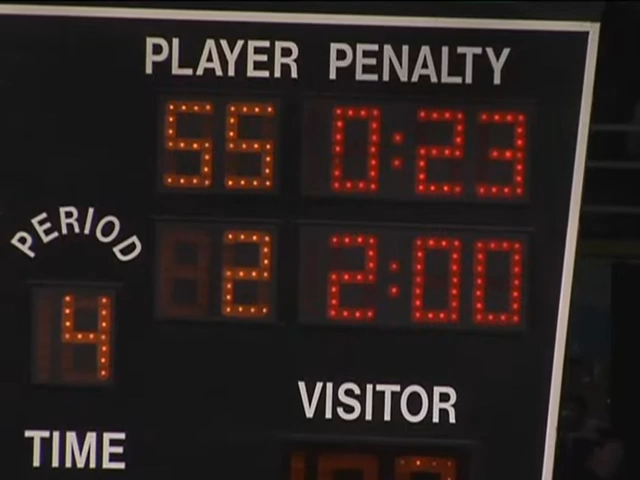 PLAYER PENALTY
55 0:23
PERIOD
2 2:00
4
VISITOR
TIME